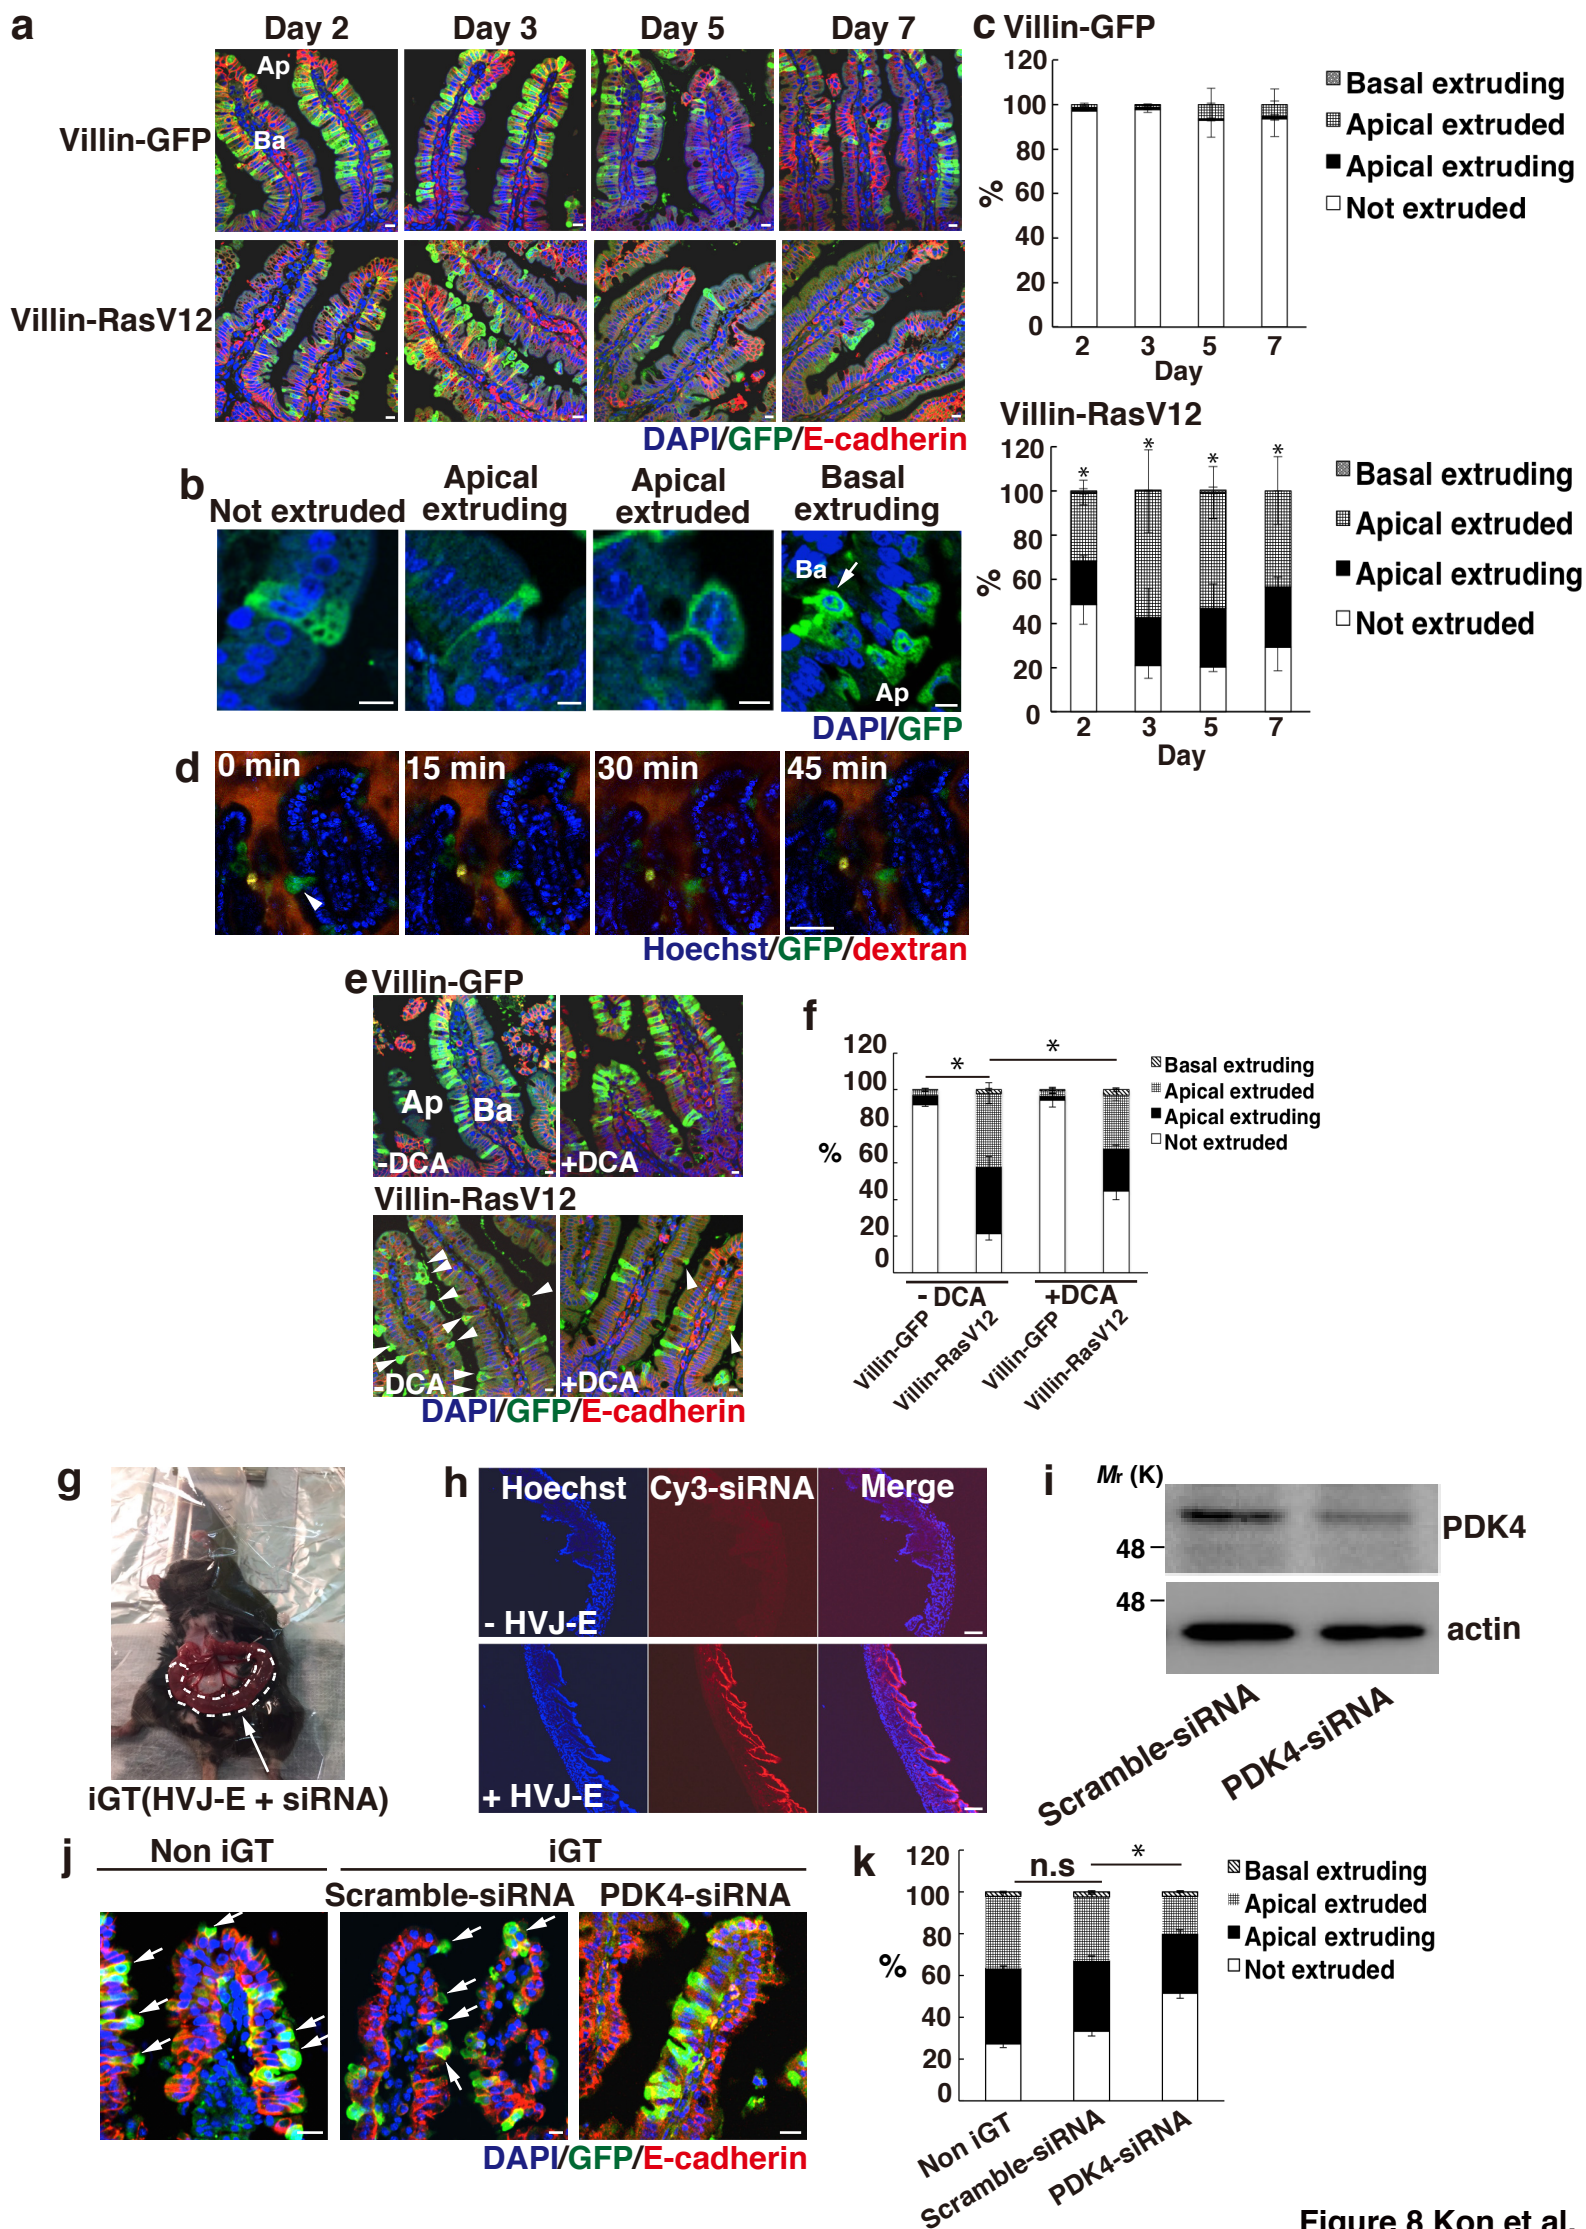 a
Day 2
Day 3
Day 5
Day 7
Villin-GFP
Ap
Ba
Villin-RasV12
DAPI/GFP/E-cadherin
c Villin-GFP
120
100
80
60
40
20
0
%
2 3 5 7
Day
Basal extruding
Apical extruded
Apical extruding
Not extruded
Villin-RasV12
120
100
80
60
40
20
0
%
* * * *
2 3 5 7
Day
Basal extruding
Apical extruded
Apical extruding
Not extruded
b
Not extruded
Apical extruding
Apical extruded
Basal extruding
Ba
Ap
DAPI/GFP
d
0 min
15 min
30 min
45 min
Hoechst/GFP/dextran
e Villin-GFP
Ap
Ba
-DCA
+DCA
Villin-RasV12
-DCA
+DCA
DAPI/GFP/E-cadherin
f
120
100
80
60
40
20
0
%
* *
- DCA
+DCA
Villin-GFP
Villin-RasV12
Villin-GFP
Villin-RasV12
Basal extruding
Apical extruded
Apical extruding
Not extruded
g
iGT(HVJ-E + siRNA)
h
Hoechst
Cy3-siRNA
Merge
- HVJ-E
+ HVJ-E
i
Mr (K)
48
PDK4
48
actin
Scramble-siRNA
PDK4-siRNA
j
Non iGT
iGT
Scramble-siRNA
PDK4-siRNA
DAPI/GFP/E-cadherin
k
120
100
80
60
40
20
0
%
n.s
*
Non iGT
Scramble-siRNA
PDK4-siRNA
Basal extruding
Apical extruded
Apical extruding
Not extruded
Figure 8 Kon et al.